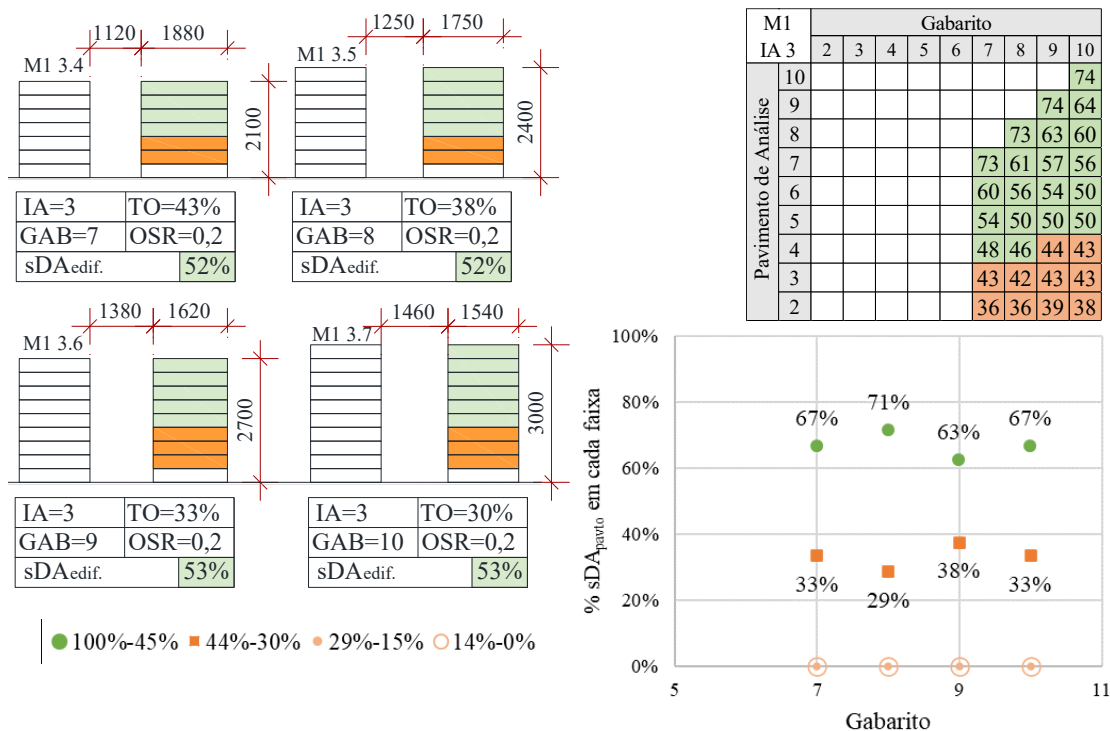 1120 1880
M1 3.4
2100
IA=3 TO=43%
GAB=7 OSR=0,2
sDAedif. 52%
1250 1750
M1 3.5
2400
IA=3 TO=38%
GAB=8 OSR=0,2
sDAedif. 52%
1380 1620
M1 3.6
2700
IA=3 TO=33%
GAB=9 OSR=0,2
sDAedif. 53%
1460 1540
M1 3.7
3000
IA=3 TO=30%
GAB=10 OSR=0,2
sDAedif. 53%
100%-45% 44%-30% 29%-15% 14%-0%
M1 Gabarito
IA 3 2 3 4 5 6 7 8 9 10
Pavimento de Análise
10 74
9 74 64
8 73 63 60
7 73 61 57 56
6 60 56 54 50
5 54 50 50 50
4 48 46 44 43
3 43 42 43 43
2 36 36 39 38
% sDApavto em cada faixa
100%
80%
60%
40%
20%
0%
67% 71% 63% 67%
33% 29% 38% 33%
5 7 9 11
Gabarito